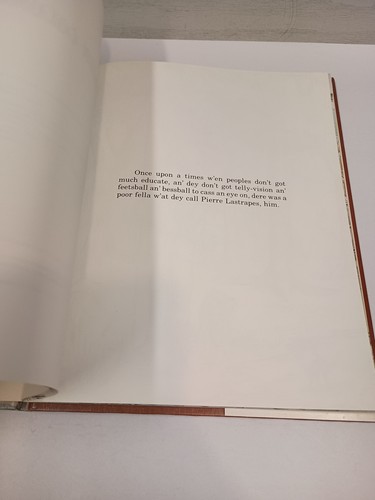 Once upon a times w'en peoples don't got
much educate, an' dey don't got telly-vision an'
feetsball an' bessball to cass an eye on, dere was a
poor fella w'at dey call Pierre Lastrapes, him.